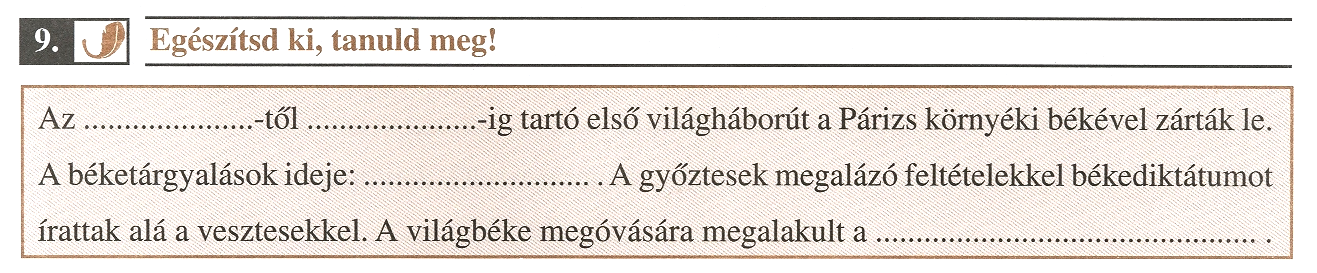 9. Egészítsd ki, tanuld meg!
Az ....................-től ....................-ig tartó első világháborút a Párizs környéki békével zárták le.
A béketárgyalások ideje: ........................... . A győztesek megalázó feltételekkel békediktátumot
írattak alá a vesztesekkel. A világbéke megóvására megalakult a ............................................. .